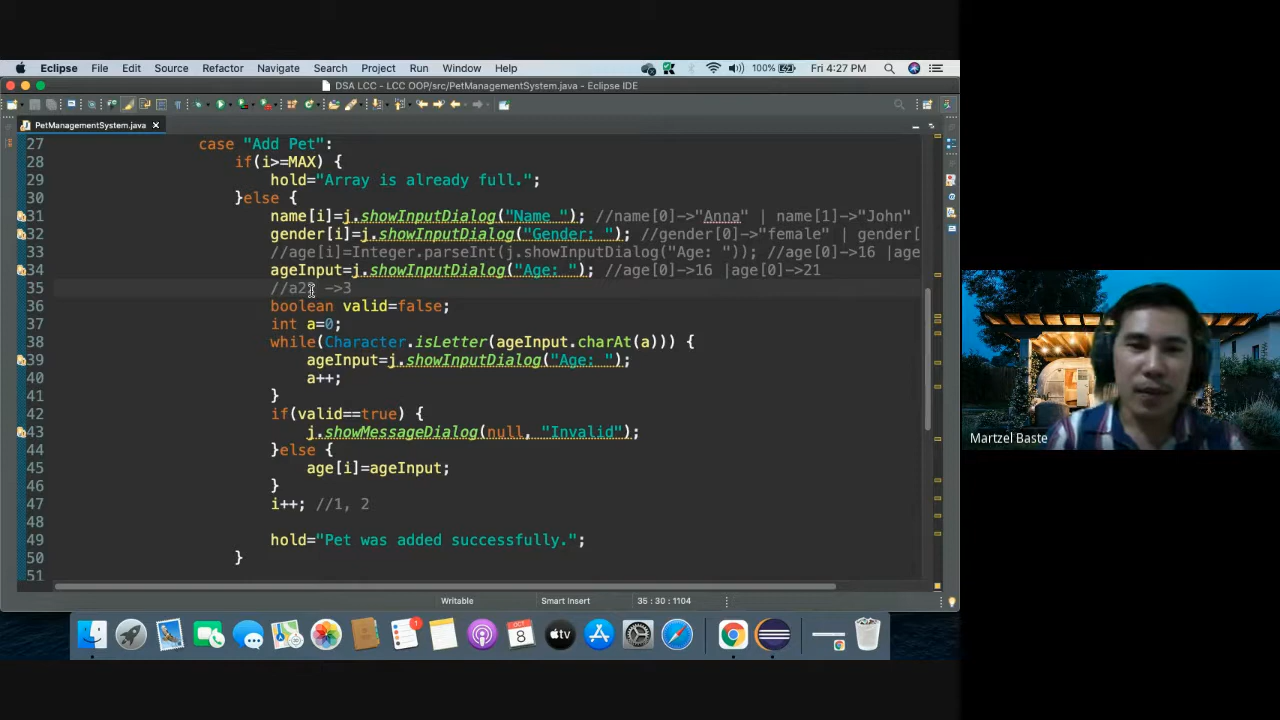 Eclipse File Edit Source Refactor Navigate Search Project Run Window Help 100% Fri 4:27 PM
DSA LCC - LCC OOP/src/PetManagementSystem.java - Eclipse IDE
PetManagementSystem.java
27 case "Add Pet":
28 if(i>=MAX) {
29 hold="Array is already full.";
30 }else {
31 name[i]=j.showInputDialog("Name "); //name[0]->"Anna" | name[1]->"John"
32 gender[i]=j.showInputDialog("Gender: "); //gender[0]->"female" | gender[
33 //age[i]=Integer.parseInt(j.showInputDialog("Age: ")); //age[0]->16 |age
34 ageInput=j.showInputDialog("Age: "); //age[0]->16 |age[0]->21
35 ->3
36 boolean valid=false;
37 int a=0;
38 while(Character.isLetter(ageInput.charAt(a))) {
39 ageInput=j.showInputDialog("Age: ");
40 a++;
41 }
42 if(valid==true) {
43 j.showMessageDialog(null, "Invalid");
44 }else {
45 age[i]=ageInput;
46 }
47 i++; //1, 2
48
49 hold="Pet was added successfully.";
50 }
51
Martzel Baste
Writable Smart Insert 35 : 30 : 1104
1
OCT
8
tv